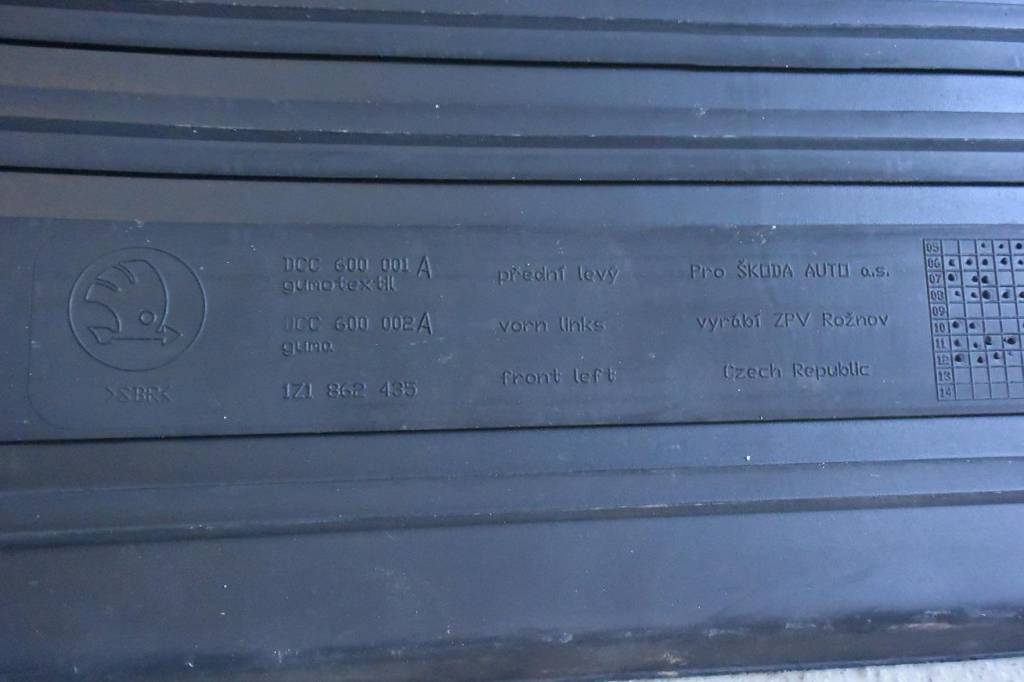 DCC 600 001 A
gumotextil
DCC 600 002 A
guma
1Z1 862 435
>SBR<
přední levý
vorn links
front left
Pro ŠKODA AUTO a.s.
vyrábí ZPV Rožnov
Czech Republic
05
06
07
08
09
10
11
12
13
14